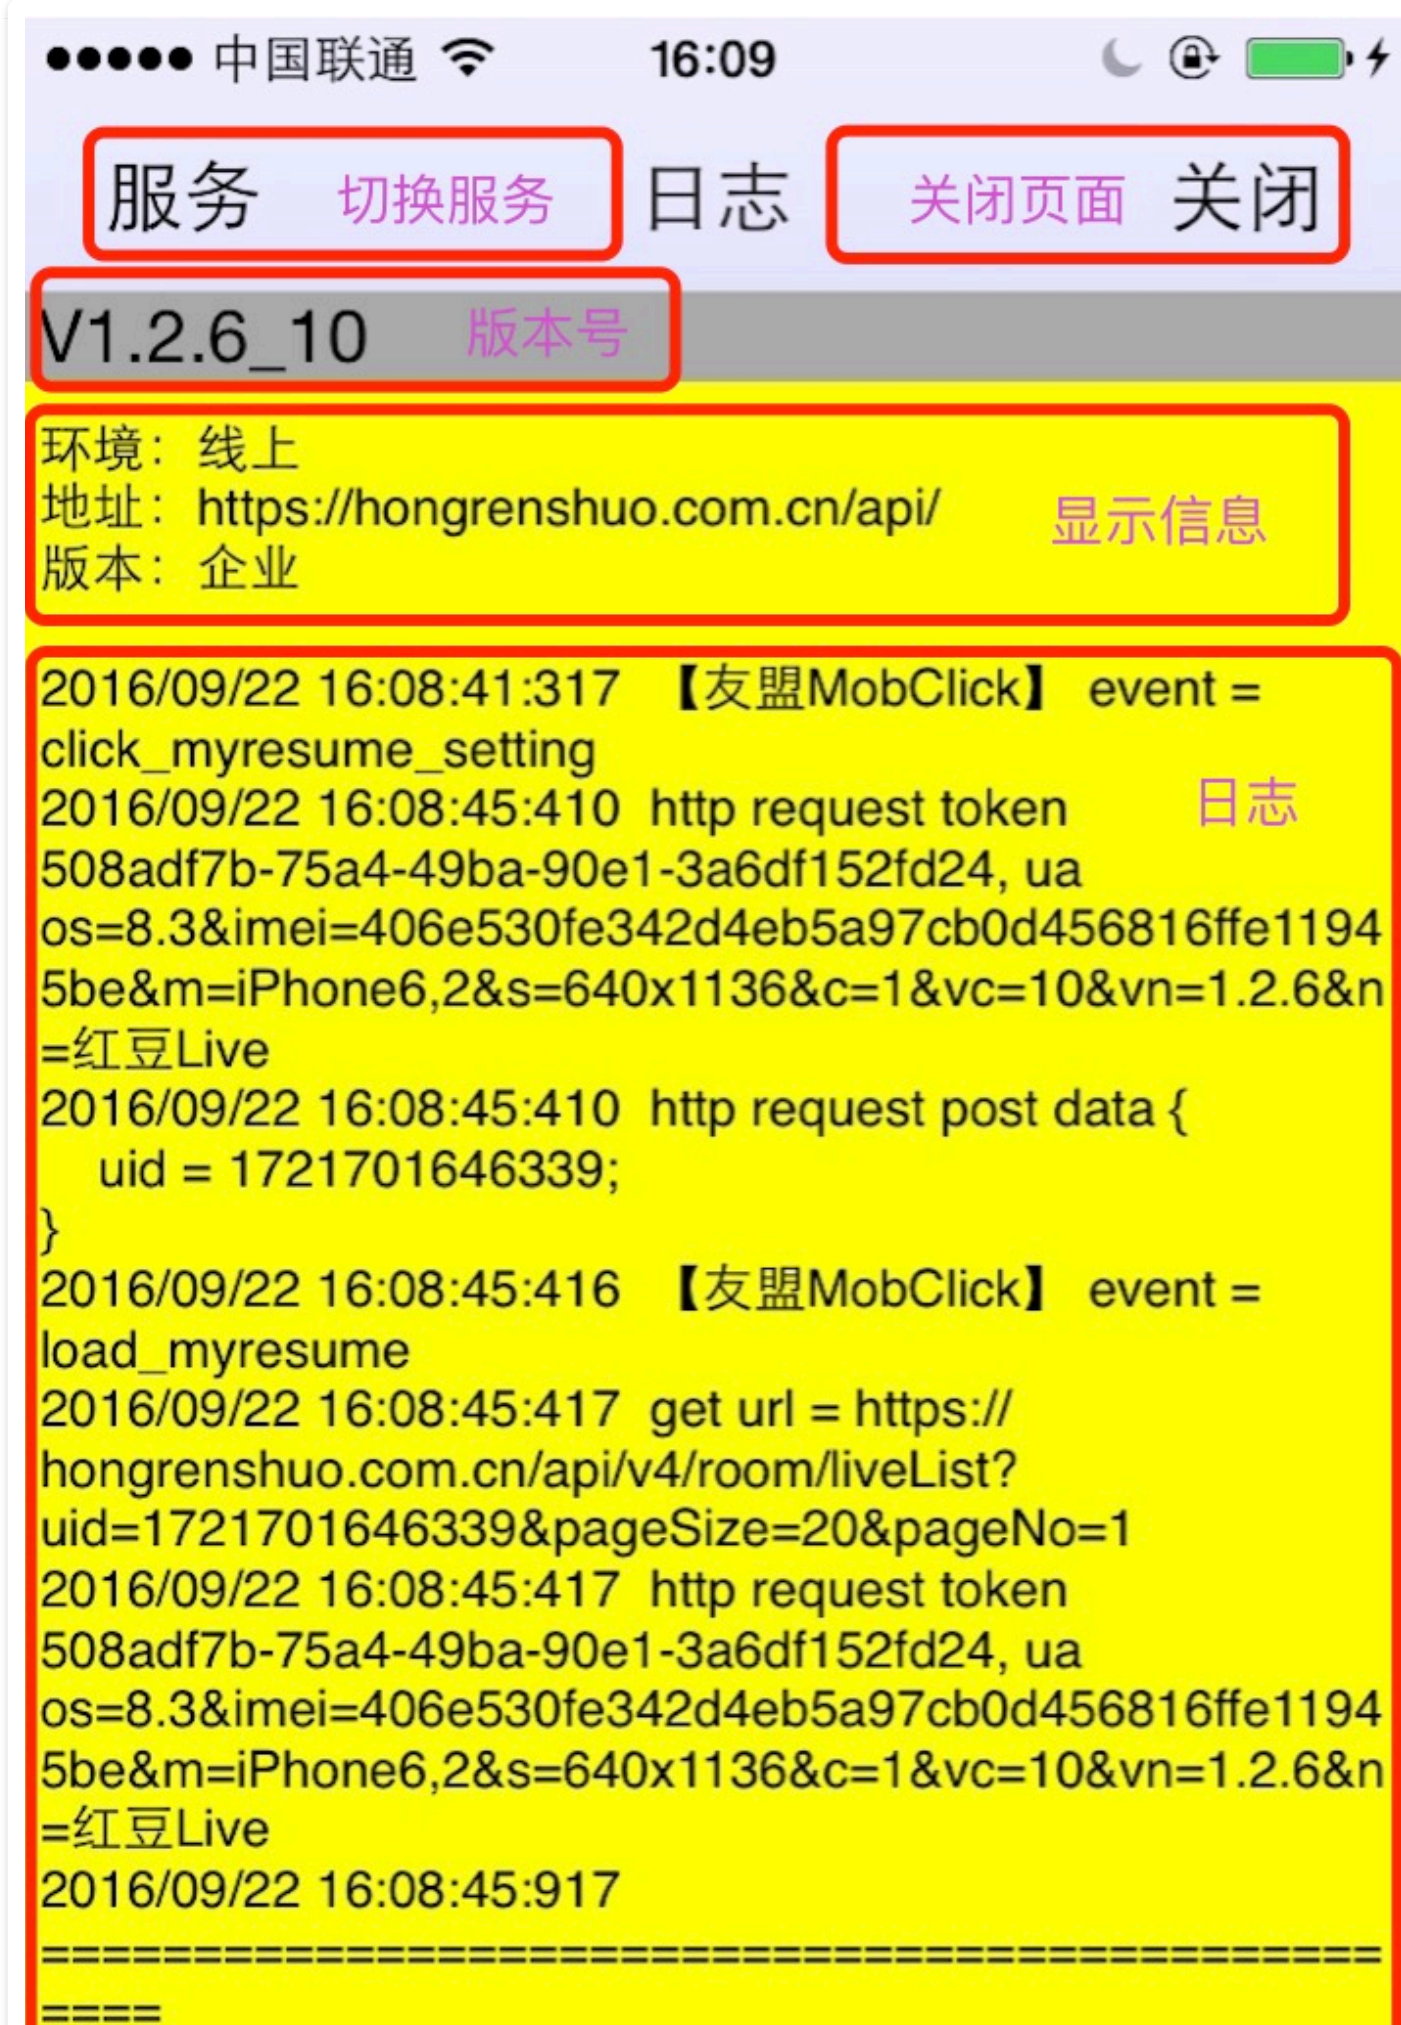 中国联通 16:09
服务 切换服务 日志 关闭页面 关闭
V1.2.6_10 版本号
环境：线上
地址：https://hongrenshuo.com.cn/api/ 显示信息
版本：企业
2016/09/22 16:08:41:317 【友盟MobClick】 event =
click_myresume_setting
2016/09/22 16:08:45:410 http request token 日志
508adf7b-75a4-49ba-90e1-3a6df152fd24, ua
os=8.3&imei=406e530fe342d4eb5a97cb0d456816ffe1194
5be&m=iPhone6,2&s=640x1136&c=1&vc=10&vn=1.2.6&n
=红豆Live
2016/09/22 16:08:45:410 http request post data {
uid = 1721701646339;
}
2016/09/22 16:08:45:416 【友盟MobClick】 event =
load_myresume
2016/09/22 16:08:45:417 get url = https://
hongrenshuo.com.cn/api/v4/room/liveList?
uid=1721701646339&pageSize=20&pageNo=1
2016/09/22 16:08:45:417 http request token
508adf7b-75a4-49ba-90e1-3a6df152fd24, ua
os=8.3&imei=406e530fe342d4eb5a97cb0d456816ffe1194
5be&m=iPhone6,2&s=640x1136&c=1&vc=10&vn=1.2.6&n
=红豆Live
2016/09/22 16:08:45:917
============================================
====